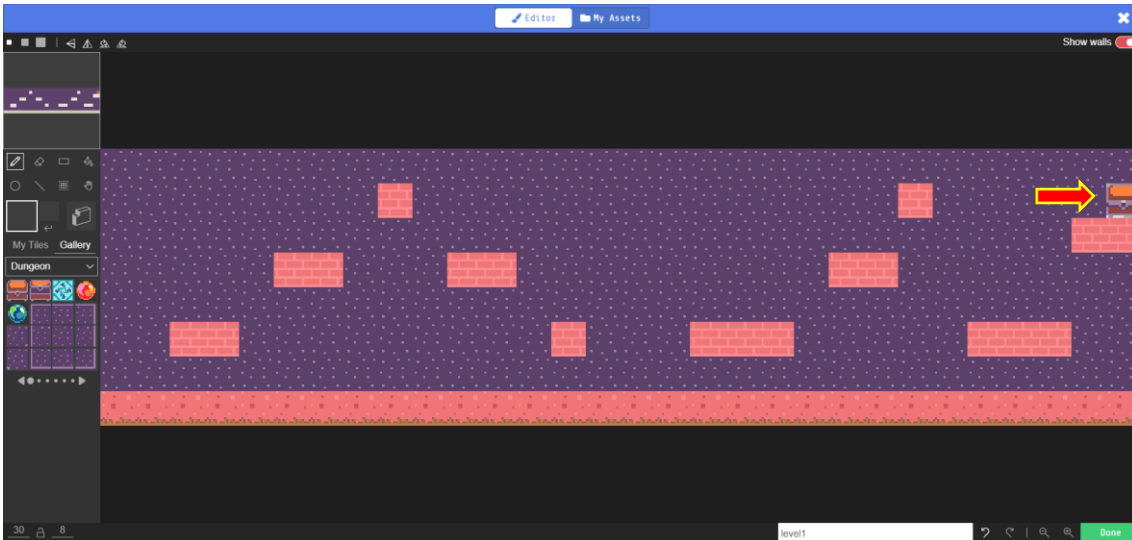 Editor My Assets
Show walls
My Tiles Gallery
Dungeon
30 8 level1 Done